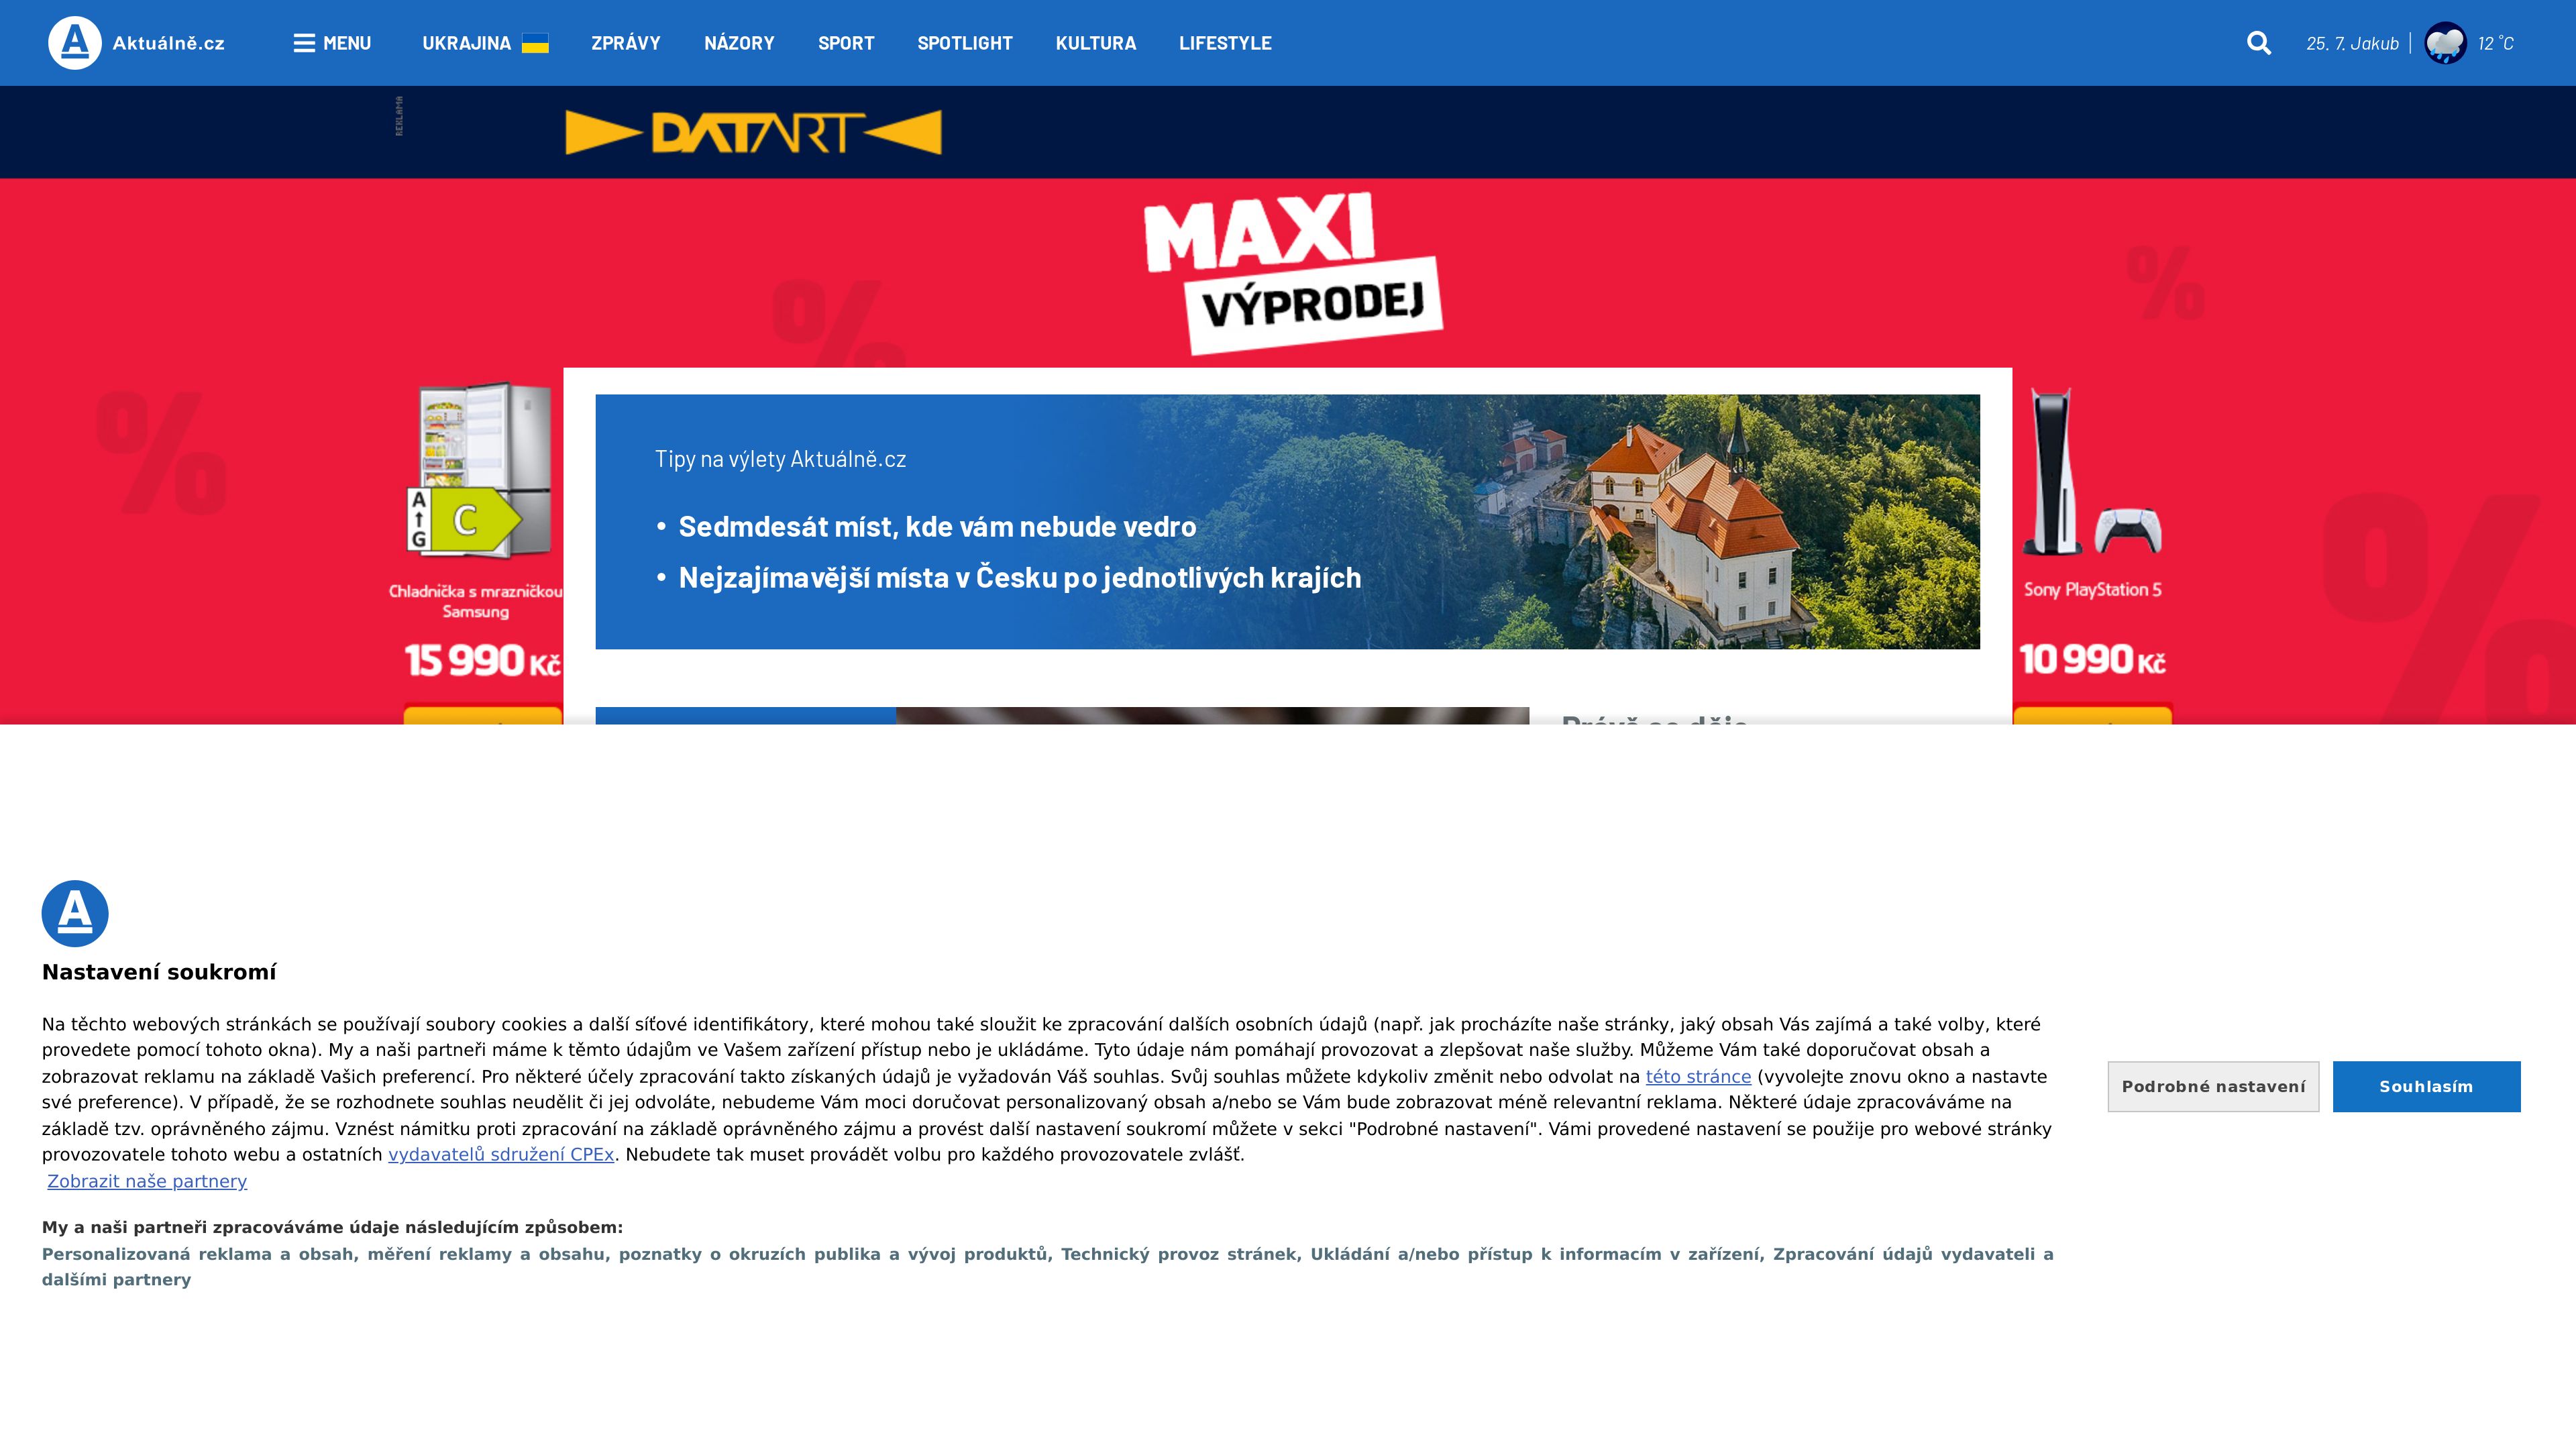 Aktuálně.cz
MENU
UKRAJINA
ZPRÁVY
NÁZORY
SPORT
SPOTLIGHT
KULTURA
LIFESTYLE
25. 7. Jakub
12 °C
REKLAMA
DATART
MAXI
VÝPRODEJ
A
G
C
Chladnička s mrazničkou
Samsung
15 990 Kč
Tipy na výlety Aktuálně.cz
• Sedmdesát míst, kde vám nebude vedro
• Nejzajímavější místa v Česku po jednotlivých krajích
Sony PlayStation 5
10 990 Kč
Právě se děje
A
Nastavení soukromí
Na těchto webových stránkách se používají soubory cookies a další síťové identifikátory, které mohou také sloužit ke zpracování dalších osobních údajů (např. jak procházíte naše stránky, jaký obsah Vás zajímá a také volby, které
provedete pomocí tohoto okna). My a naši partneři máme k těmto údajům ve Vašem zařízení přístup nebo je ukládáme. Tyto údaje nám pomáhají provozovat a zlepšovat naše služby. Můžeme Vám také doporučovat obsah a
zobrazovat reklamu na základě Vašich preferencí. Pro některé účely zpracování takto získaných údajů je vyžadován Váš souhlas. Svůj souhlas můžete kdykoliv změnit nebo odvolat na této stránce (vyvolejte znovu okno a nastavte
své preference). V případě, že se rozhodnete souhlas neudělit či jej odvoláte, nebudeme Vám moci doručovat personalizovaný obsah a/nebo se Vám bude zobrazovat méně relevantní reklama. Některé údaje zpracováváme na
základě tzv. oprávněného zájmu. Vznést námitku proti zpracování na základě oprávněného zájmu a provést další nastavení soukromí můžete v sekci "Podrobné nastavení". Vámi provedené nastavení se použije pro webové stránky
provozovatele tohoto webu a ostatních vydavatelů sdružení CPEx. Nebudete tak muset provádět volbu pro každého provozovatele zvlášť.
Zobrazit naše partnery
My a naši partneři zpracováváme údaje následujícím způsobem:
Personalizovaná reklama a obsah, měření reklamy a obsahu, poznatky o okruzích publika a vývoj produktů, Technický provoz stránek, Ukládání a/nebo přístup k informacím v zařízení, Zpracování údajů vydavateli a
dalšími partnery
Podrobné nastavení
Souhlasím